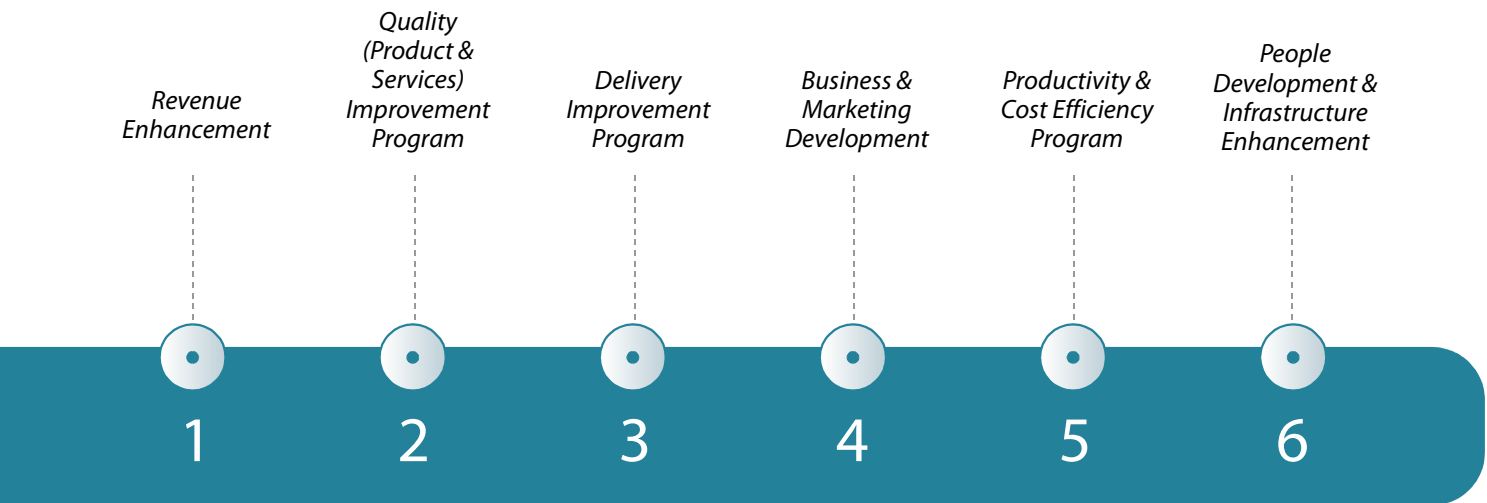 Revenue
Enhancement
Quality
(Product &
Services)
Improvement
Program
Delivery
Improvement
Program
Business &
Marketing
Development
Productivity &
Cost Efficiency
Program
People
Development &
Infrastructure
Enhancement
1
2
3
4
5
6